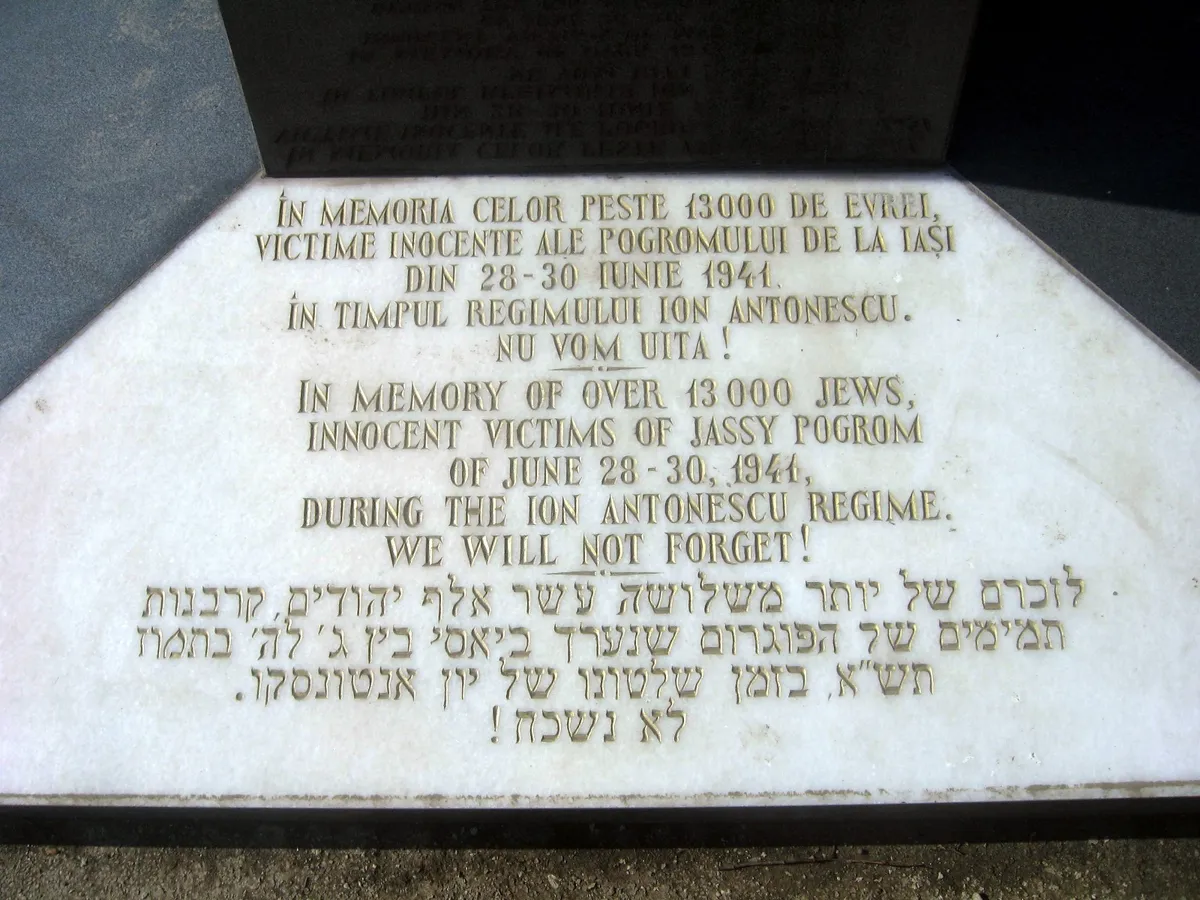 ÎN MEMORIA CELOR PESTE 13000 DE EVREI,
VICTIME INOCENTE ALE POGROMULUI DE LA IAȘI
DIN 28-30 IUNIE 1941.
ÎN TIMPUL REGIMULUI ION ANTONESCU.
NU VOM UITA!
IN MEMORY OF OVER 13000 JEWS,
INNOCENT VICTIMS OF JASSY POGROM
OF JUNE 28-30, 1941,
DURING THE ION ANTONESCU REGIME.
WE WILL NOT FORGET!
לזכרם של יותר משלושה עשר אלף יהודים, קרבנות
תמימים של הפוגרום שנערך ביאסי בין ג׳ לה׳ בתמוז
תש״א, בזמן שלטונו של יון אנטונסקו.
לא נשכח!